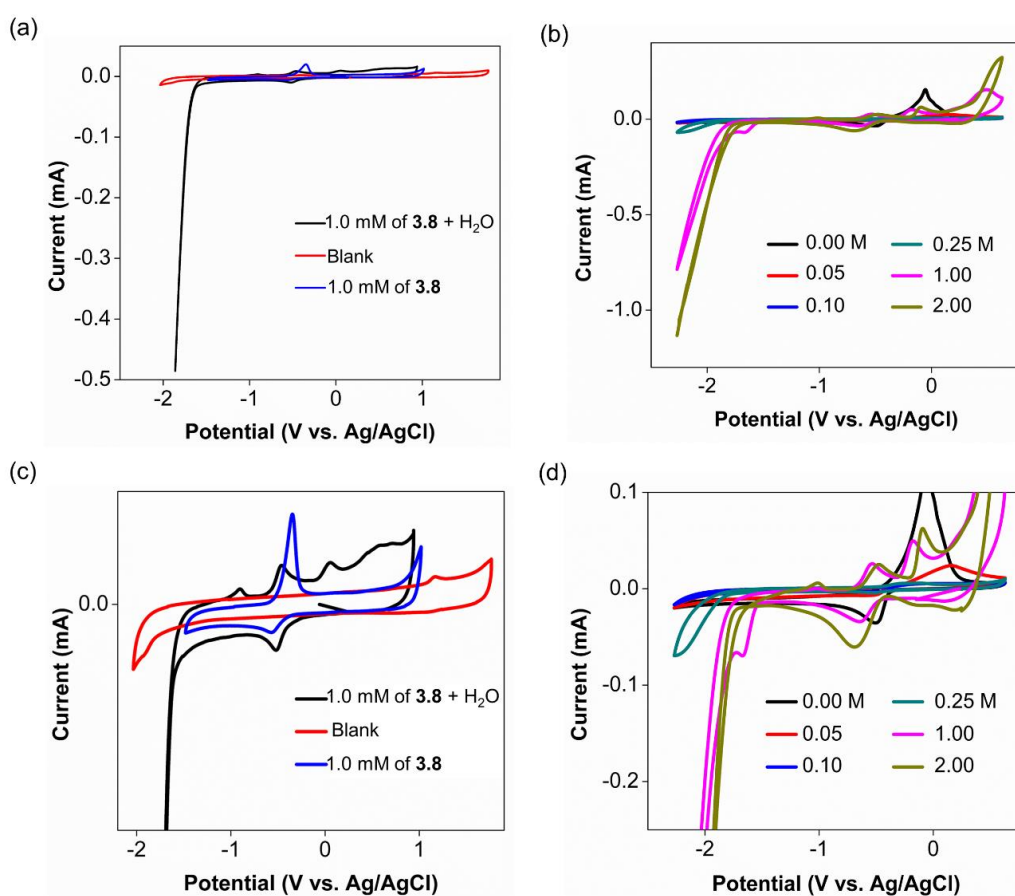 (a)
0.0
-0.1
-0.2
-0.3
-0.4
-0.5
Current (mA)
1.0 mM of 3.8 + H₂O
Blank
1.0 mM of 3.8
-2
-1
0
1
Potential (V vs. Ag/AgCl)
(b)
0.0
-0.5
-1.0
Current (mA)
0.00 M
0.25 M
0.05
1.00
0.10
2.00
-2
-1
0
Potential (V vs. Ag/AgCl)
(c)
0.0
Current (mA)
1.0 mM of 3.8 + H₂O
Blank
1.0 mM of 3.8
-2
-1
0
1
Potential (V vs. Ag/AgCl)
(d)
0.1
0.0
-0.1
-0.2
Current (mA)
0.00 M
0.25 M
0.05
1.00
0.10
2.00
-2
-1
0
Potential (V vs. Ag/AgCl)